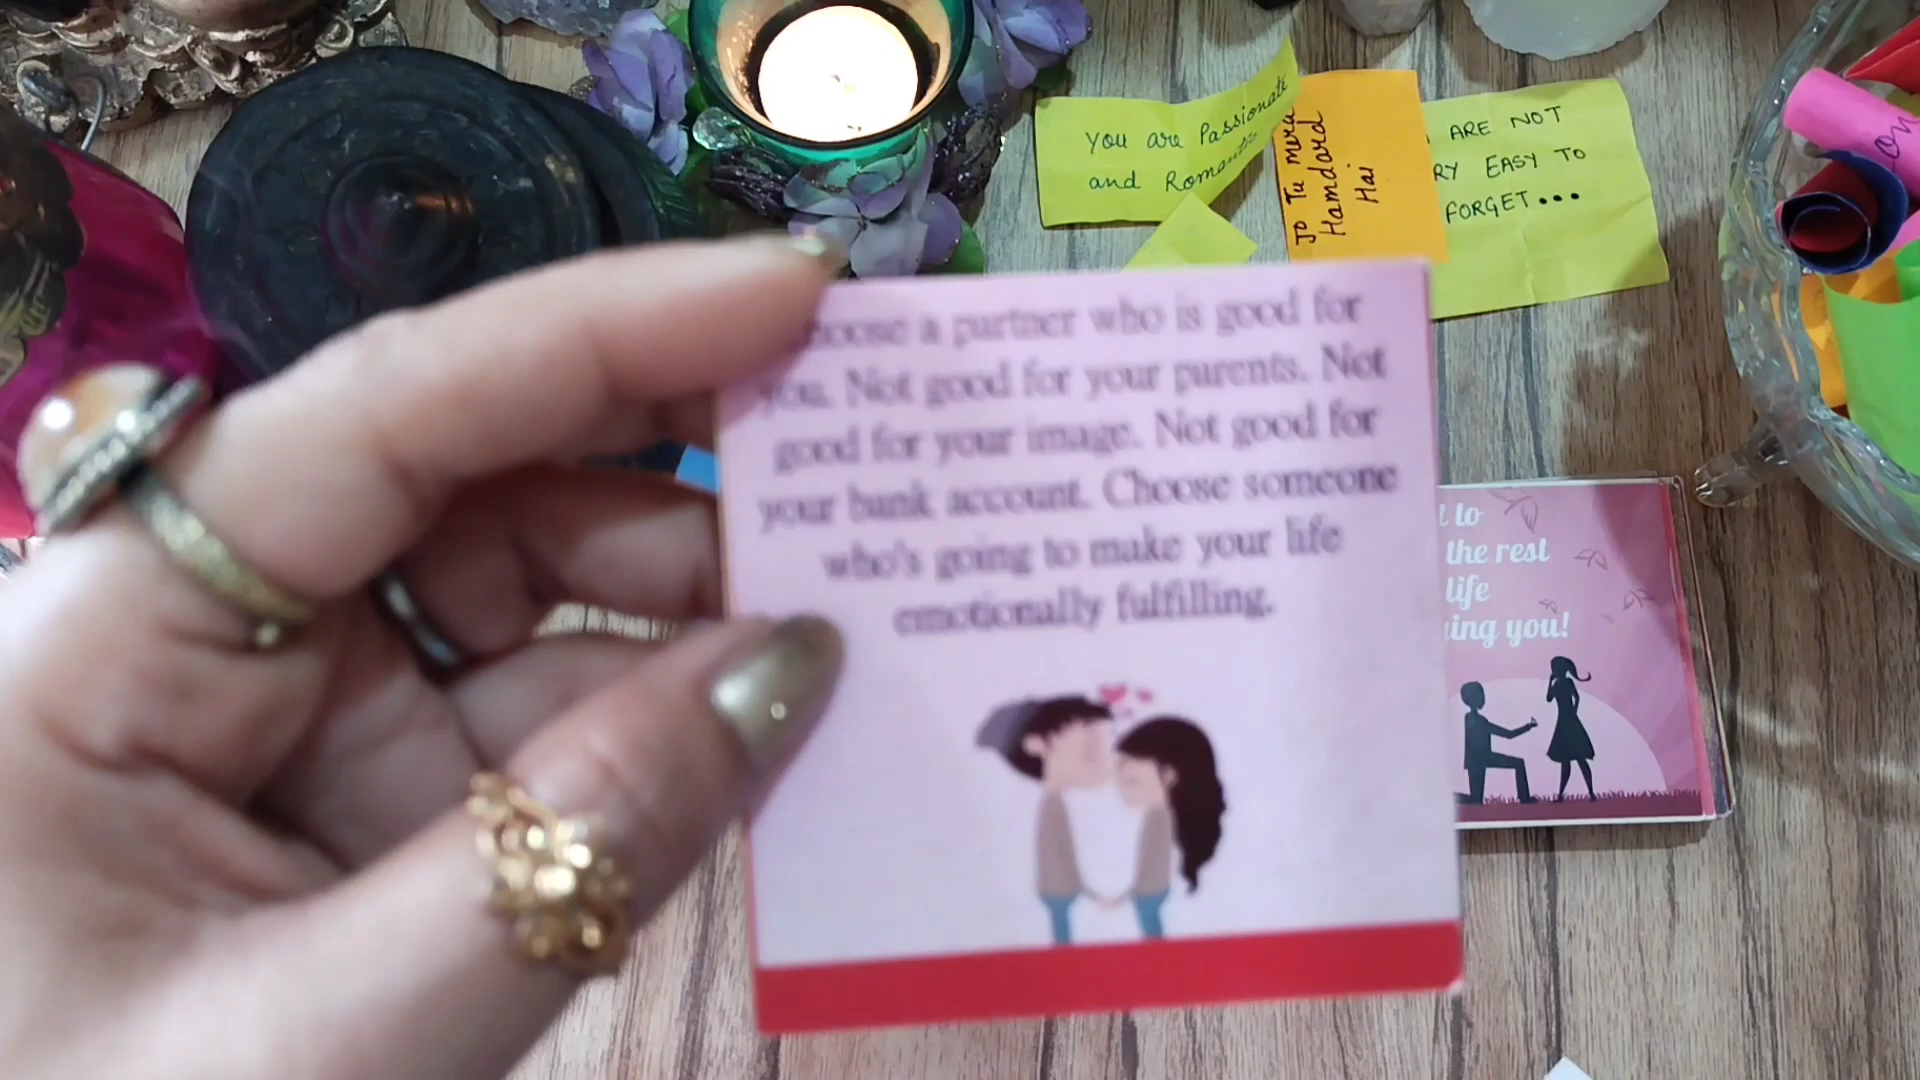 You are Passionate
and Romantic
Jo Tu mera
Hamdard
Hai
ARE NOT
RY EASY TO
FORGET...
oose a partner who is good for
you. Not good for your parents. Not
good for your image. Not good for
your bank account. Choose someone
who's going to make your life
emotionally fulfilling.
t to
the rest
life
ing you!
on